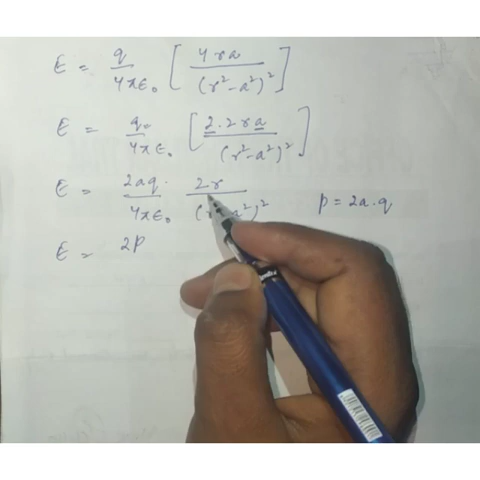 E = q/4πε₀ [ 4ra/(r²-a²)² ]
E = q₀/4πε₀ [ 2.2ra/(r²-a²)² ]
E = 2aq./4πε₀ 2r/(r²-a²)² p = 2a.q
E = 2P